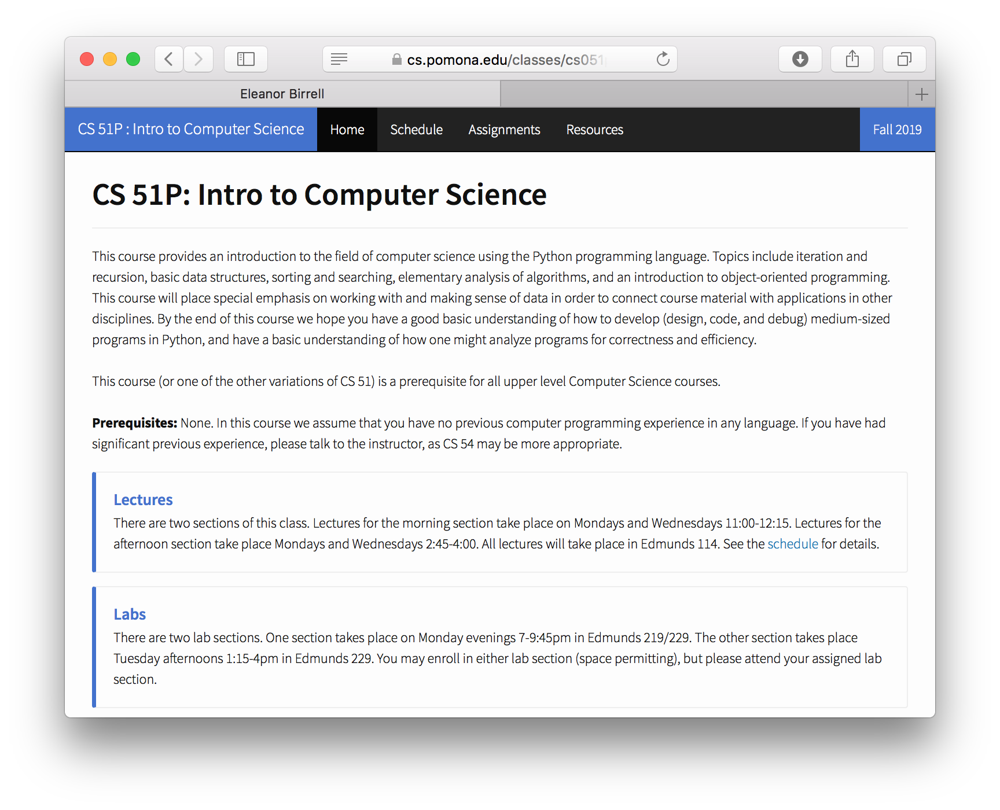 cs.pomona.edu/classes/cs051
Eleanor Birrell
CS 51P : Intro to Computer Science Home Schedule Assignments Resources Fall 2019
CS 51P: Intro to Computer Science
This course provides an introduction to the field of computer science using the Python programming language. Topics include iteration and
recursion, basic data structures, sorting and searching, elementary analysis of algorithms, and an introduction to object-oriented programming.
This course will place special emphasis on working with and making sense of data in order to connect course material with applications in other
disciplines. By the end of this course we hope you have a good basic understanding of how to develop (design, code, and debug) medium-sized
programs in Python, and have a basic understanding of how one might analyze programs for correctness and efficiency.
This course (or one of the other variations of CS 51) is a prerequisite for all upper level Computer Science courses.
Prerequisites: None. In this course we assume that you have no previous computer programming experience in any language. If you have had
significant previous experience, please talk to the instructor, as CS 54 may be more appropriate.
Lectures
There are two sections of this class. Lectures for the morning section take place on Mondays and Wednesdays 11:00-12:15. Lectures for the
afternoon section take place Mondays and Wednesdays 2:45-4:00. All lectures will take place in Edmunds 114. See the schedule for details.
Labs
There are two lab sections. One section takes place on Monday evenings 7-9:45pm in Edmunds 219/229. The other section takes place
Tuesday afternoons 1:15-4pm in Edmunds 229. You may enroll in either lab section (space permitting), but please attend your assigned lab
section.